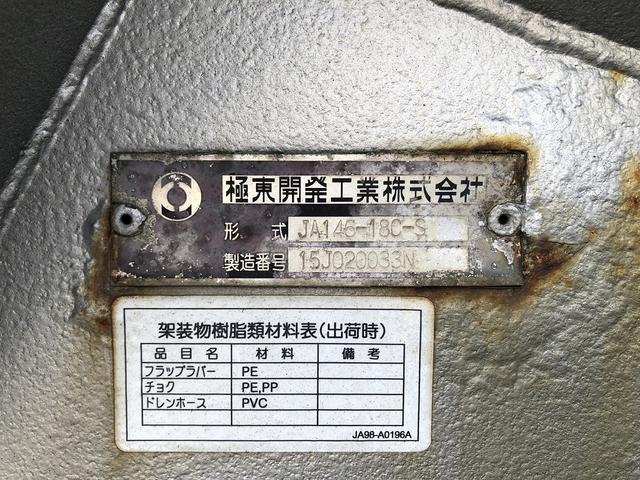 極東開発工業株式会社
形式 JA14S-18C-S
製造番号 15J020033N
架装物樹脂類材料表(出荷時)
品目名 材料 備考
フラップラバー PE
チョク PE,PP
ドレンホース PVC
JA98-A0196A